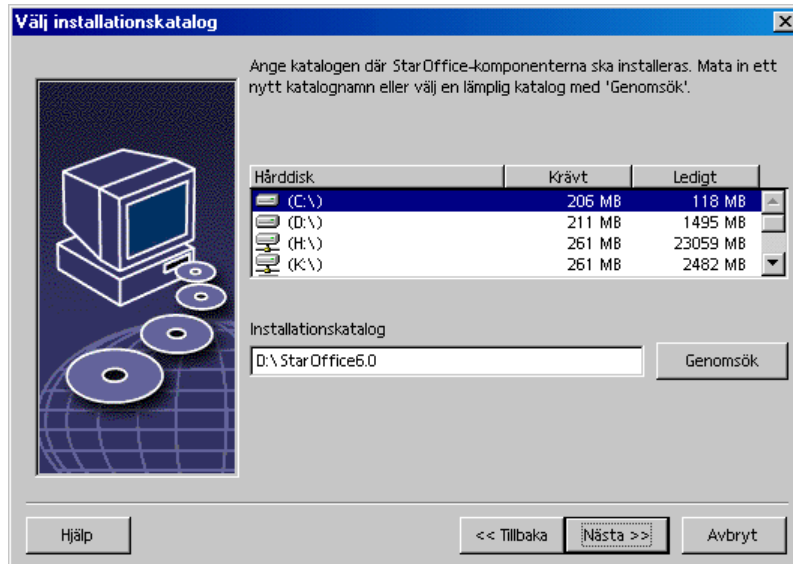 Välj installationskatalog
Ange katalogen där StarOffice-komponenterna ska installeras. Mata in ett
nytt katalognamn eller välj en lämplig katalog med 'Genomsök'.
Hårddisk Krävt Ledigt
(C:\) 206 MB 118 MB
(D:\) 211 MB 1495 MB
(H:\) 261 MB 23059 MB
(K:\) 261 MB 2482 MB
Installationskatalog
D:\StarOffice6.0 Genomsök
Hjälp << Tillbaka Nästa >> Avbryt